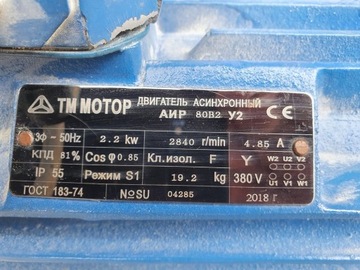 ТМ МОТОР ДВИГАТЕЛЬ АСИНХРОННЫЙ
АИР 80В2 У2 CE
3Ф – 50Hz 2.2 kw 2840 r/min 4.85 A
КПД 81% Cos φ 0.85 Кл.изол. F Y W2 U2 V2
IP 55 Режим S1 19.2 kg 380V U1 V1 W1
ГОСТ 183-74 №SU 04285 2018 г